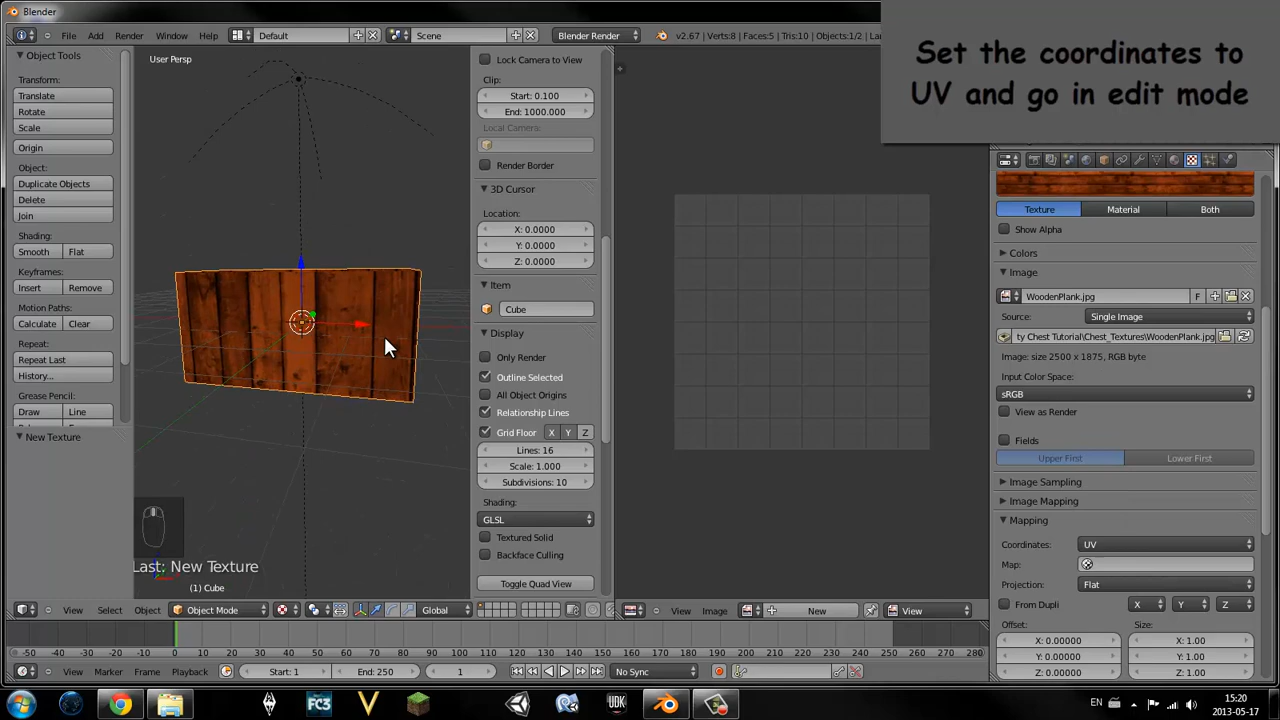 Blender
Set the coordinates to
UV and go in edit mode
File Add Render Window Help Default Scene Blender Render v2.67 | Verts:8 | Faces:5 | Tris:10 | Objects:1/2 | La
Object Tools
Transform:
Translate
Rotate
Scale
Origin
Object:
Duplicate Objects
Delete
Join
Shading:
Smooth Flat
Keyframes:
Insert Remove
Motion Paths:
Calculate Clear
Repeat:
Repeat Last
History...
Grease Pencil:
Draw Line
New Texture
User Persp
Last: New Texture
(1) Cube
Lock Camera to View
Clip:
Start: 0.100
End: 1000.000
Local Camera:
Render Border
3D Cursor
Location:
X: 0.0000
Y: 0.0000
Z: 0.0000
Item
Cube
Display
Only Render
Outline Selected
All Object Origins
Relationship Lines
Grid Floor X Y Z
Lines: 16
Scale: 1.000
Subdivisions: 10
Shading:
GLSL
Textured Solid
Backface Culling
Toggle Quad View
Texture Material Both
Show Alpha
Colors
Image
WoodenPlank.jpg F
Source: Single Image
ty Chest Tutorial\Chest_Textures\WoodenPlank.jpg
Image: size 2500 x 1875, RGB byte
Input Color Space:
sRGB
View as Render
Fields
Upper First Lower First
Image Sampling
Image Mapping
Mapping
Coordinates: UV
Map:
Projection: Flat
From Dupli X Y Z
Offset: Size:
X: 0.00000 X: 1.00
Y: 0.00000 Y: 1.00
Z: 0.00000 Z: 1.00
View Select Object Object Mode Global
View Image New View
-50 -40 -30 -20 -10 0 10 20 30 40 50 60 70 80 90 100 110 120 130 140 150 160 170 180 190 200 210 220 230 240 250 260 270 280
View Marker Frame Playback Start: 1 End: 250 1 No Sync
FC3 V UDK EN 15:20
2013-05-17